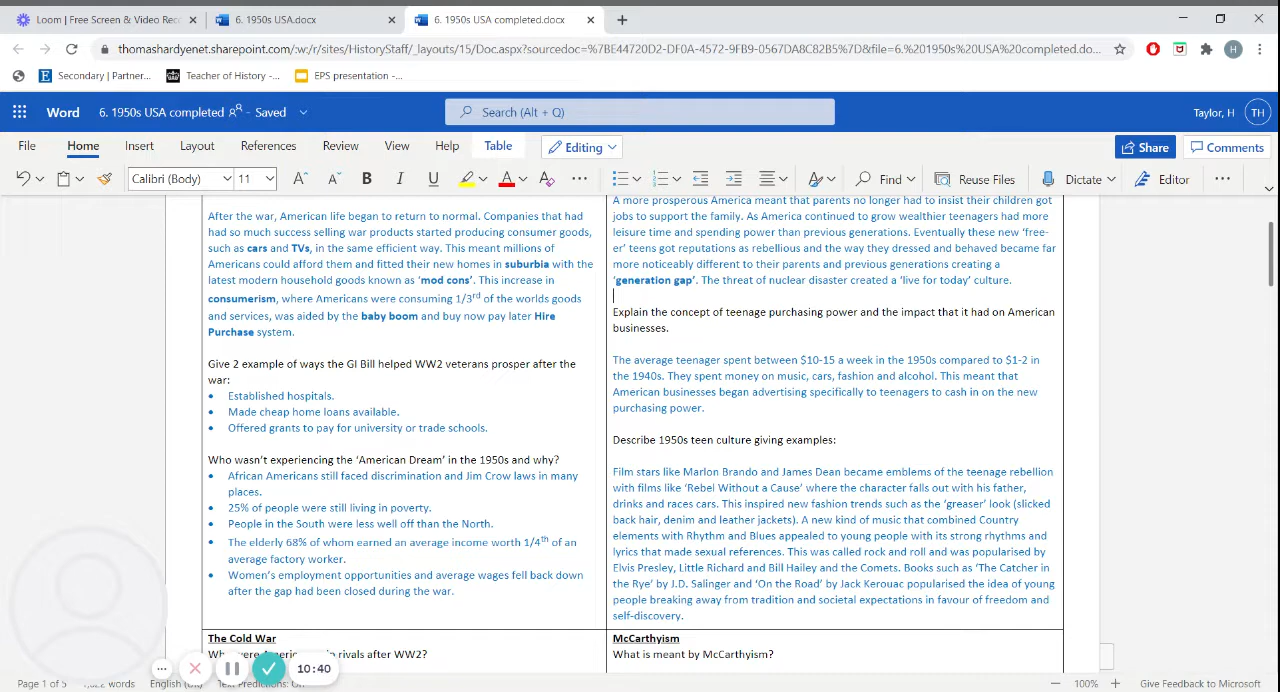 Loom | Free Screen & Video Rec
6. 1950s USA.docx
6. 1950s USA completed.docx
thomashardyenet.sharepoint.com/:w:/r/sites/HistoryStaff/_layouts/15/Doc.aspx?sourcedoc=%7BE44720D2-DF0A-4572-9FB9-0567DA8C82B5%7D&file=6.%201950s%20USA%20completed.do...
H
Secondary | Partner...
Teacher of History -...
EPS presentation -...
Word
6. 1950s USA completed - Saved
Search (Alt + Q)
Taylor, H
TH
File
Home
Insert
Layout
References
Review
View
Help
Table
Editing
Share
Comments
Calibri (Body)
11
B
I
U
Find
Reuse Files
Dictate
Editor
After the war, American life began to return to normal. Companies that had
had so much success selling war products started producing consumer goods,
such as cars and TVs, in the same efficient way. This meant millions of
Americans could afford them and fitted their new homes in suburbia with the
latest modern household goods known as ‘mod cons’. This increase in
consumerism, where Americans were consuming 1/3rd of the worlds goods
and services, was aided by the baby boom and buy now pay later Hire
Purchase system.
Give 2 example of ways the GI Bill helped WW2 veterans prosper after the
war:
• Established hospitals.
• Made cheap home loans available.
• Offered grants to pay for university or trade schools.
Who wasn’t experiencing the ‘American Dream’ in the 1950s and why?
• African Americans still faced discrimination and Jim Crow laws in many
places.
• 25% of people were still living in poverty.
• People in the South were less well off than the North.
• The elderly 68% of whom earned an average income worth 1/4th of an
average factory worker.
• Women’s employment opportunities and average wages fell back down
after the gap had been closed during the war.
A more prosperous America meant that parents no longer had to insist their children got
jobs to support the family. As America continued to grow wealthier teenagers had more
leisure time and spending power than previous generations. Eventually these new ‘free-
er’ teens got reputations as rebellious and the way they dressed and behaved became far
more noticeably different to their parents and previous generations creating a
‘generation gap’. The threat of nuclear disaster created a ‘live for today’ culture.
Explain the concept of teenage purchasing power and the impact that it had on American
businesses.
The average teenager spent between $10-15 a week in the 1950s compared to $1-2 in
the 1940s. They spent money on music, cars, fashion and alcohol. This meant that
American businesses began advertising specifically to teenagers to cash in on the new
purchasing power.
Describe 1950s teen culture giving examples:
Film stars like Marlon Brando and James Dean became emblems of the teenage rebellion
with films like ‘Rebel Without a Cause’ where the character falls out with his father,
drinks and races cars. This inspired new fashion trends such as the ‘greaser’ look (slicked
back hair, denim and leather jackets). A new kind of music that combined Country
elements with Rhythm and Blues appealed to young people with its strong rhythms and
lyrics that made sexual references. This was called rock and roll and was popularised by
Elvis Presley, Little Richard and Bill Hailey and the Comets. Books such as ‘The Catcher in
the Rye’ by J.D. Salinger and ‘On the Road’ by Jack Kerouac popularised the idea of young
people breaking away from tradition and societal expectations in favour of freedom and
self-discovery.
The Cold War
rivals after WW2?
McCarthyism
What is meant by McCarthyism?
10:40
Page 1 of 5
words
English
100%
Give Feedback to Microsoft